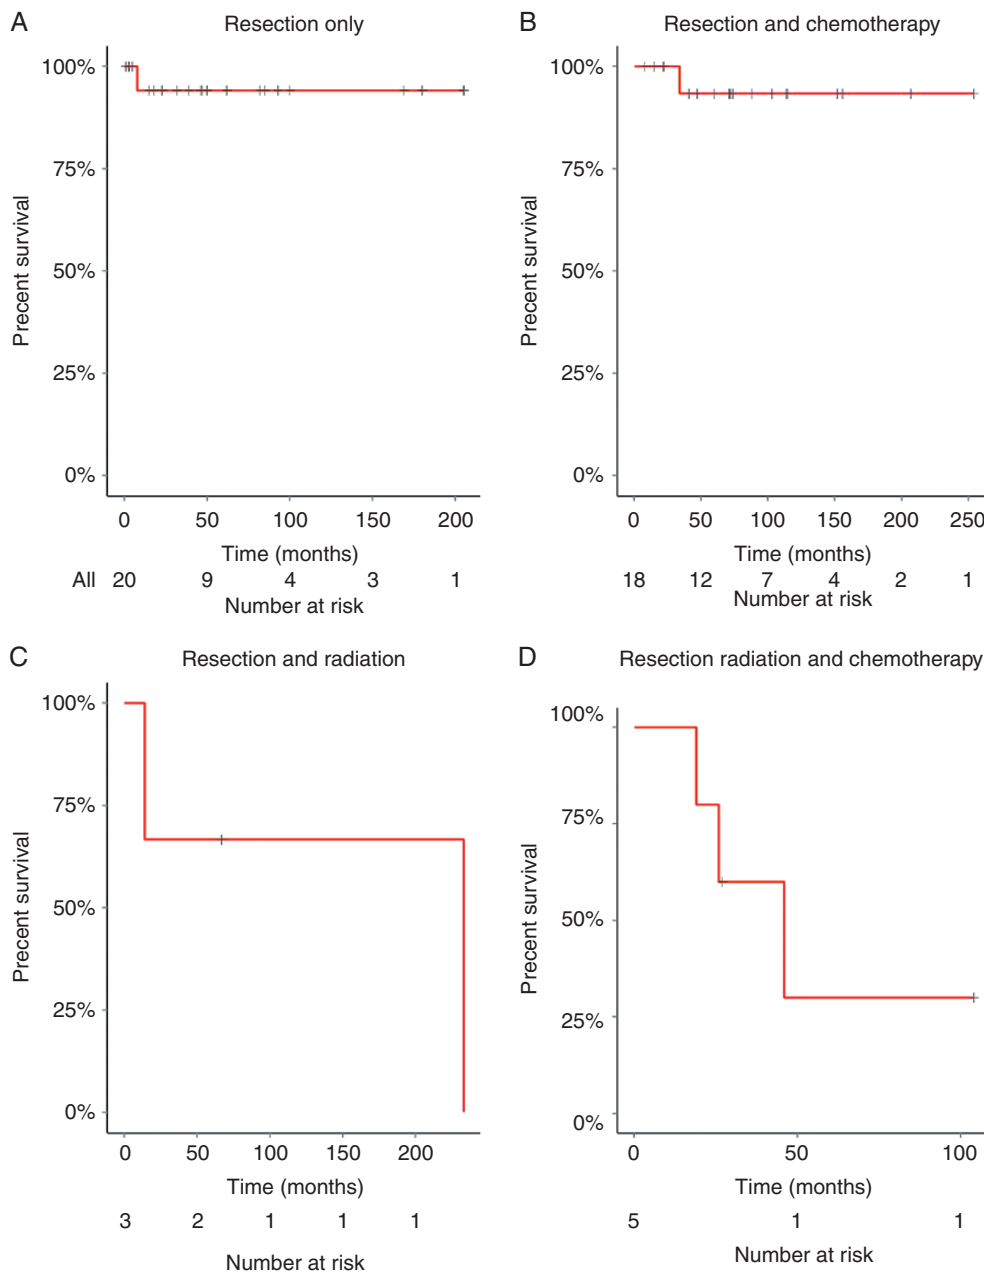 A
Resection only
100%
75%
50%
25%
0%
Precent survival
0 50 100 150 200
Time (months)
All 20 9 4 3 1
Number at risk
B
Resection and chemotherapy
100%
75%
50%
25%
0%
Precent survival
0 50 100 150 200 250
Time (months)
18 12 7 4 2 1
Number at risk
C
Resection and radiation
100%
75%
50%
25%
0%
Precent survival
0 50 100 150 200
Time (months)
3 2 1 1 1
Number at risk
D
Resection radiation and chemotherapy
100%
75%
50%
25%
0%
Precent survival
0 50 100
Time (months)
5 1 1
Number at risk